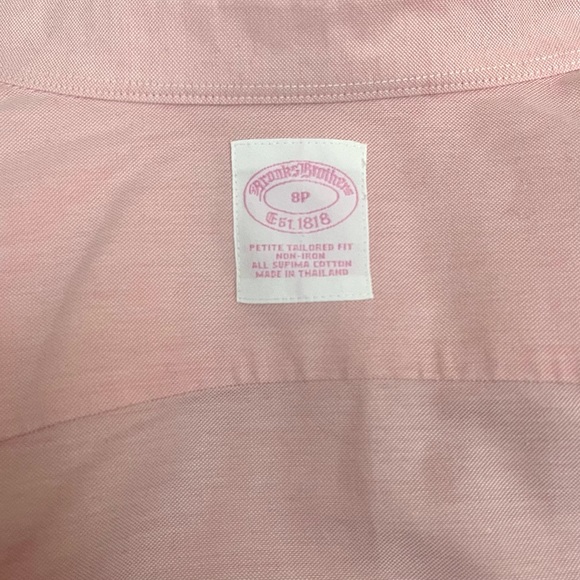 Brooks Brothers
8P
Est. 1818
PETITE TAILORED FIT
NON-IRON
ALL SUPIMA COTTON
MADE IN THAILAND